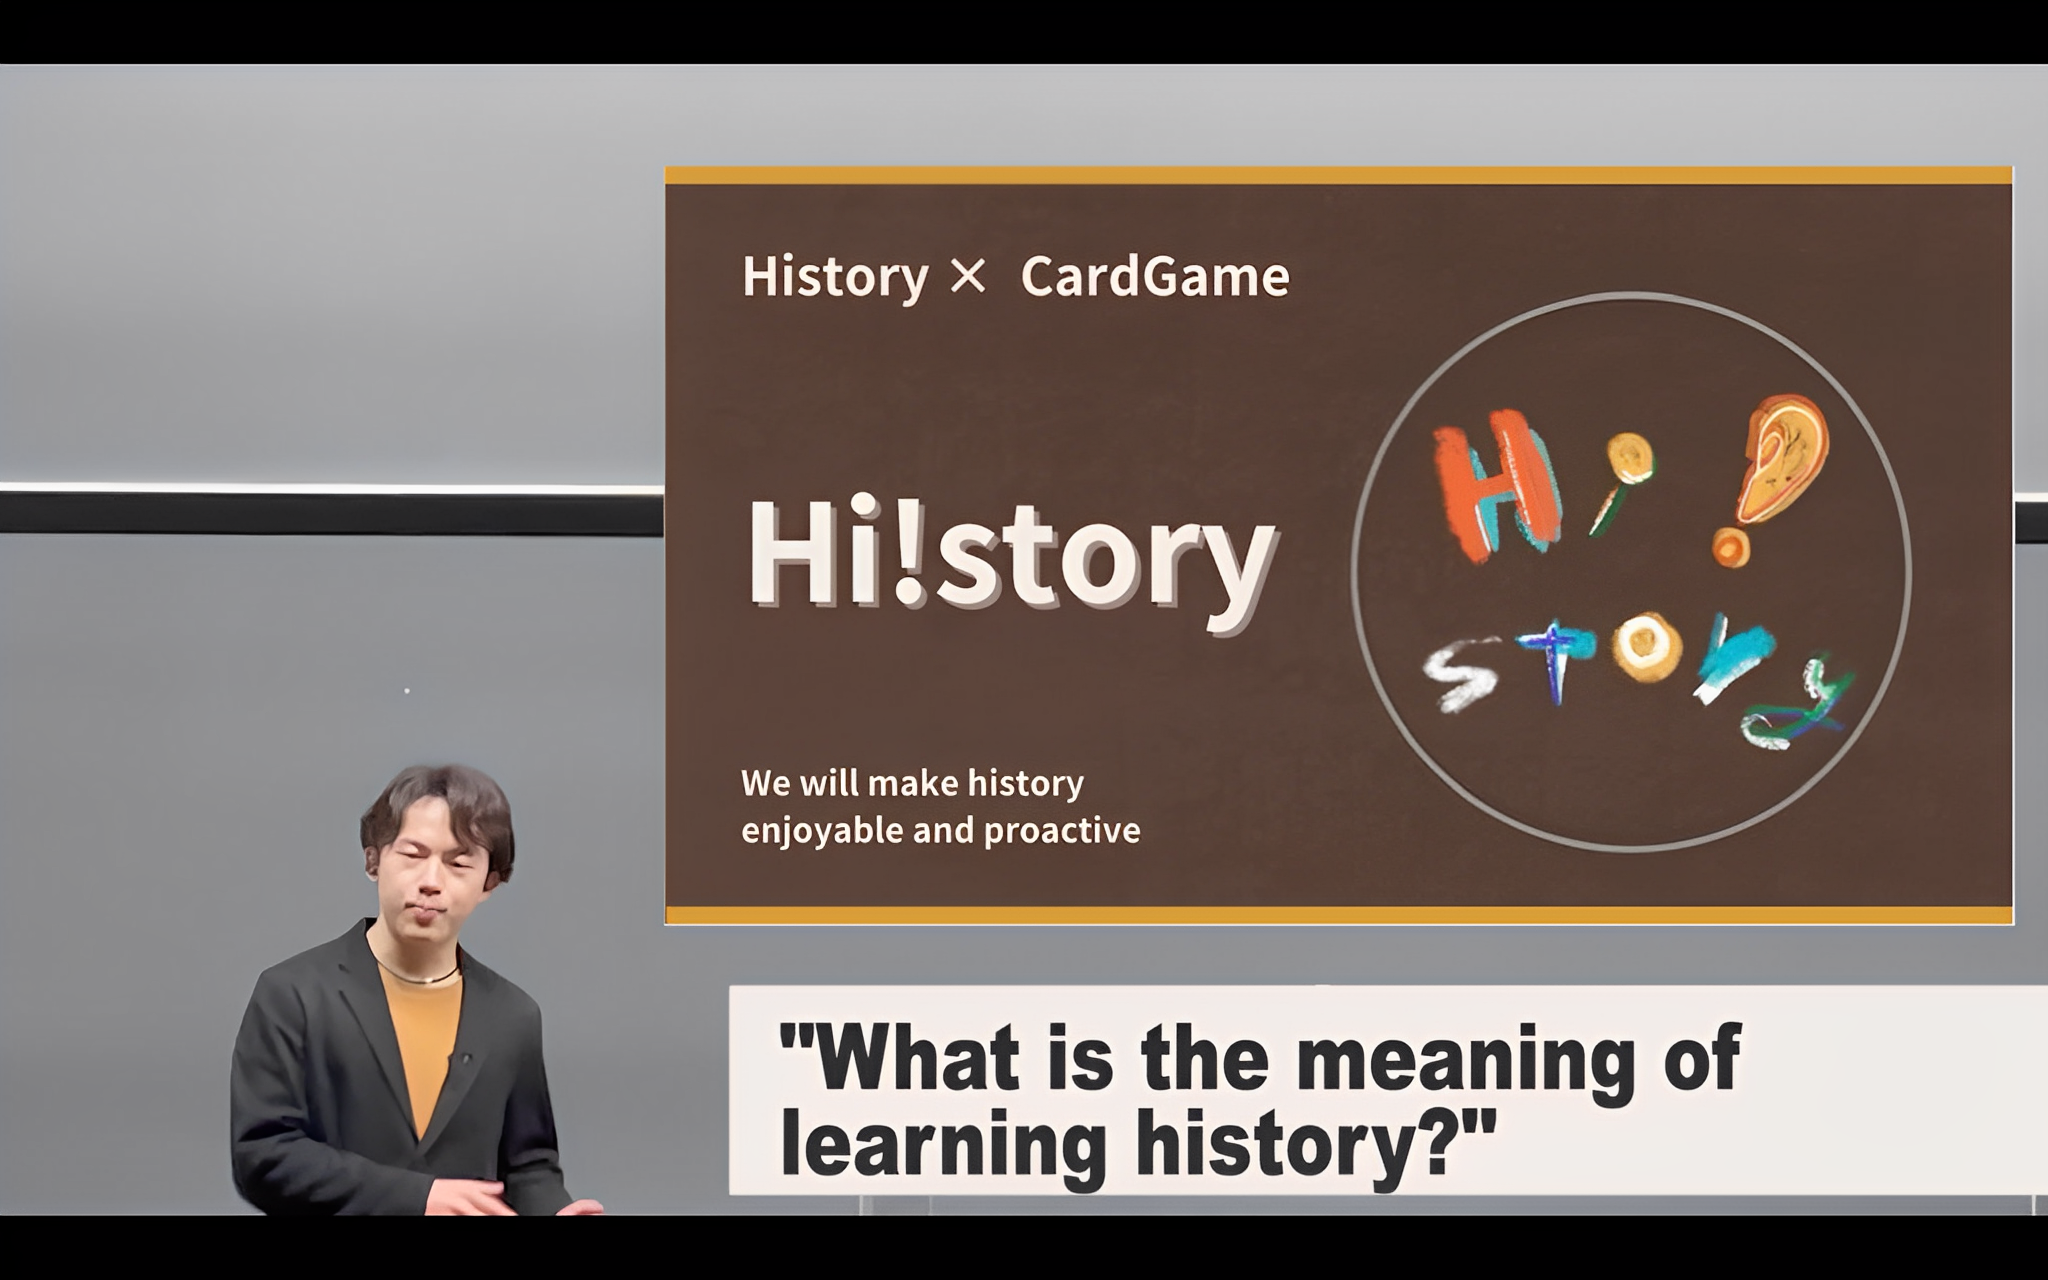 History × CardGame
Hi!story
We will make history
enjoyable and proactive
Hi!
story
"What is the meaning of
learning history?"